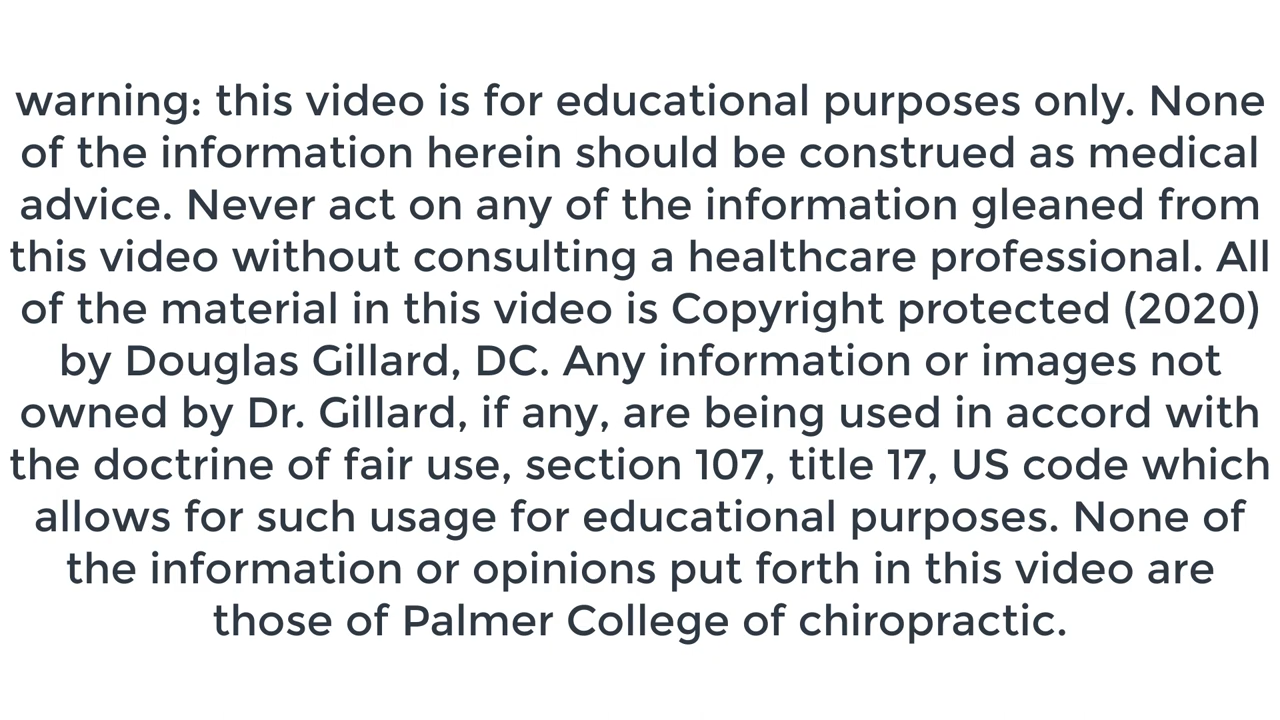 warning: this video is for educational purposes only. None
of the information herein should be construed as medical
advice. Never act on any of the information gleaned from
this video without consulting a healthcare professional. All
of the material in this video is Copyright protected (2020)
by Douglas Gillard, DC. Any information or images not
owned by Dr. Gillard, if any, are being used in accord with
the doctrine of fair use, section 107, title 17, US code which
allows for such usage for educational purposes. None of
the information or opinions put forth in this video are
those of Palmer College of chiropractic.